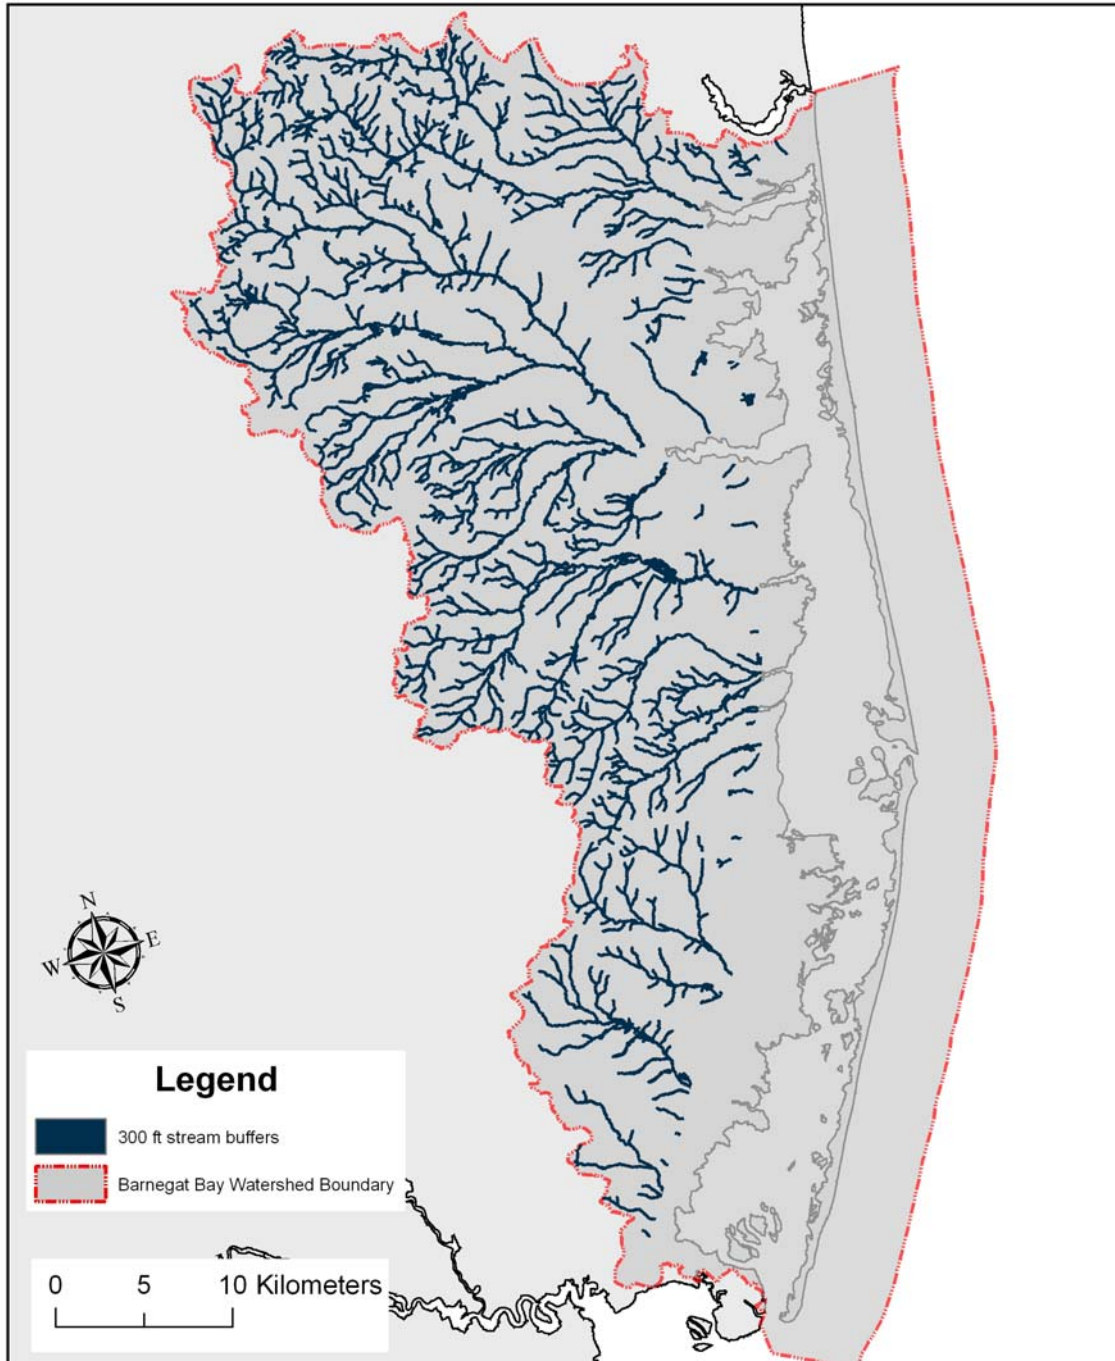 N
W E
S
Legend
300 ft stream buffers
Barnegat Bay Watershed Boundary
0 5 10 Kilometers